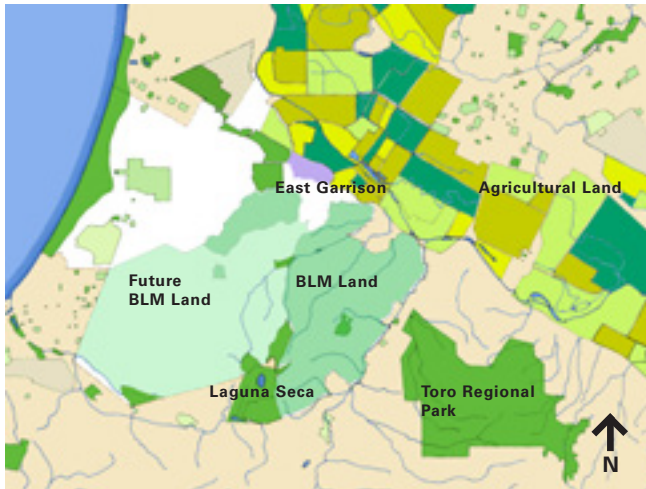 East Garrison
Agricultural Land
Future
BLM Land
BLM Land
Laguna Seca
Toro Regional
Park
N